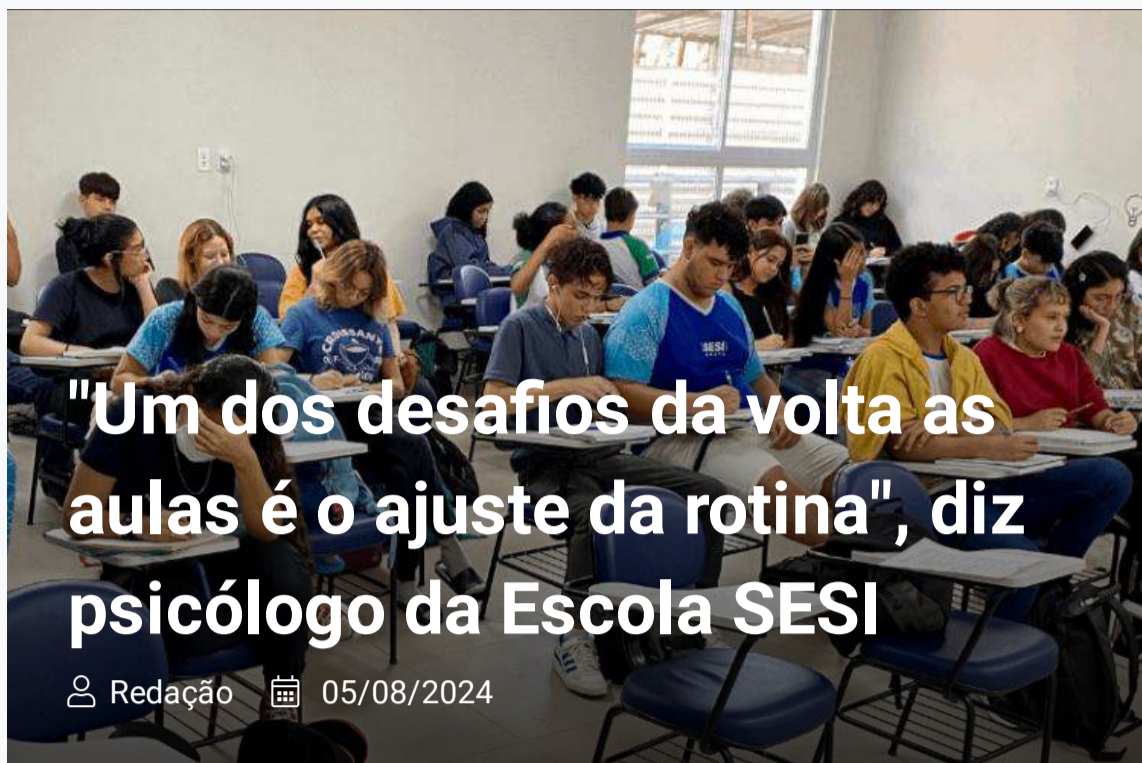 "Um dos desafios da volta as
aulas é o ajuste da rotina", diz
psicólogo da Escola SESI
Redação 05/08/2024
SESI